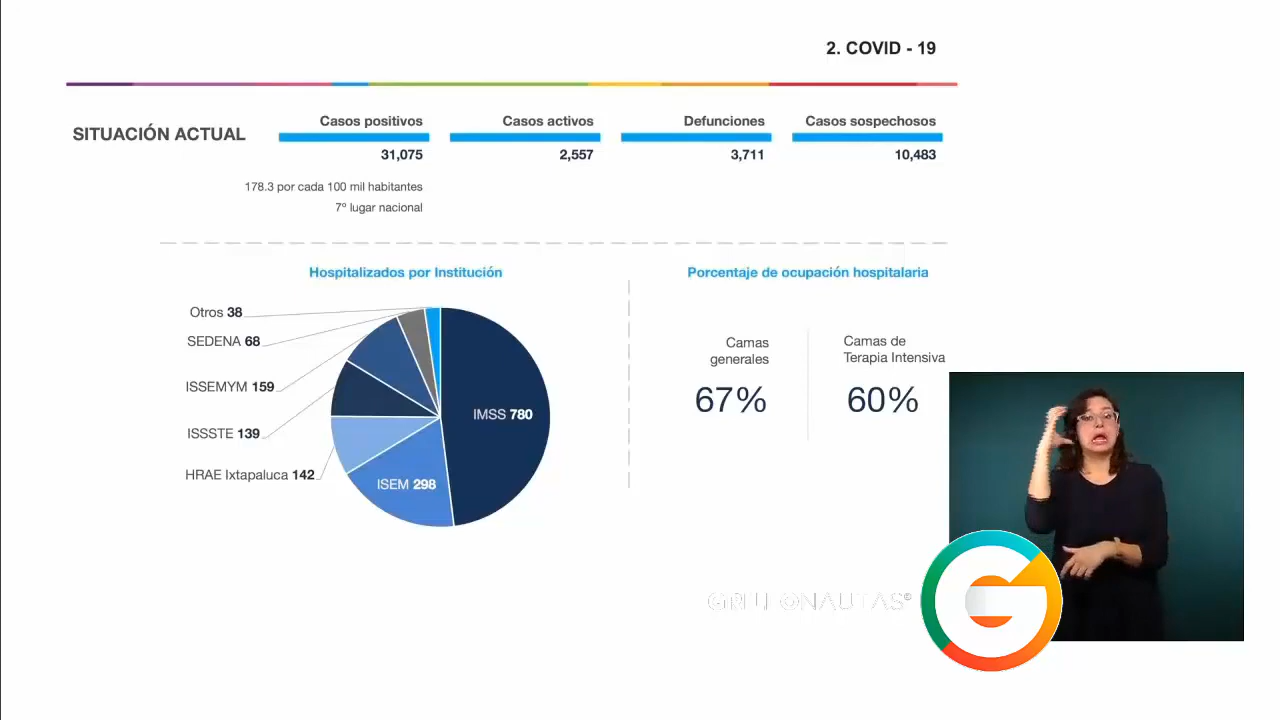 2. COVID - 19
SITUACIÓN ACTUAL
Casos positivos
31,075
178.3 por cada 100 mil habitantes
7º lugar nacional
Casos activos
2,557
Defunciones
3,711
Casos sospechosos
10,483
Hospitalizados por Institución
Otros 38
SEDENA 68
ISSEMYM 159
ISSSTE 139
HRAE Ixtapaluca 142
ISEM 298
IMSS 780
Porcentaje de ocupación hospitalaria
Camas
generales
67%
Camas de
Terapia Intensiva
60%
GRILLONAUTAS®
G